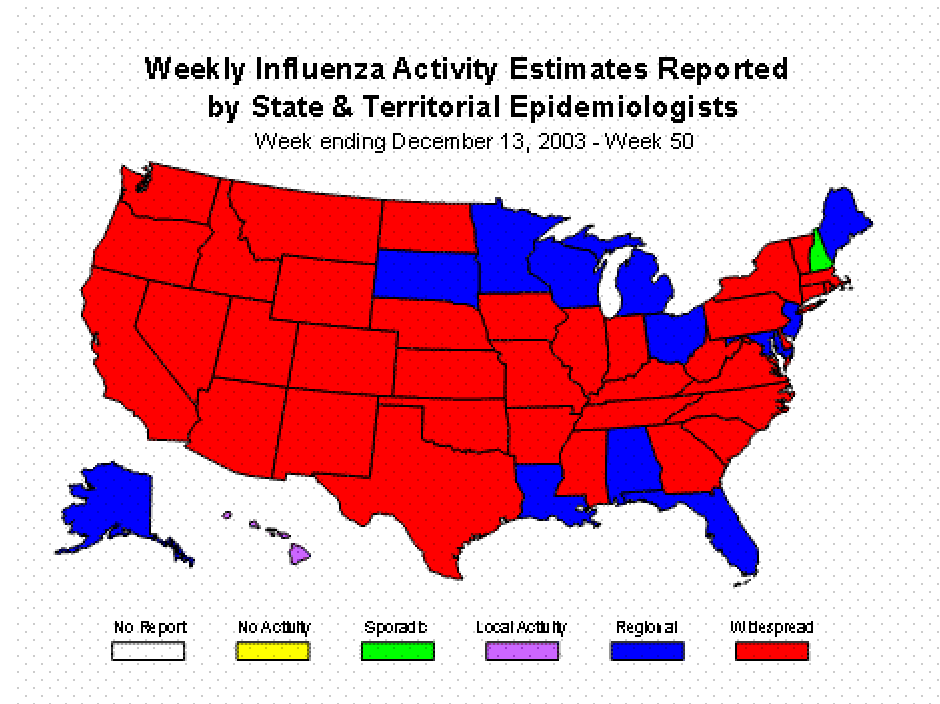 Weekly Influenza Activity Estimates Reported
by State & Territorial Epidemiologists
Week ending December 13, 2003 - Week 50
No Report No Activity Sporadic Local Activity Regional Widespread